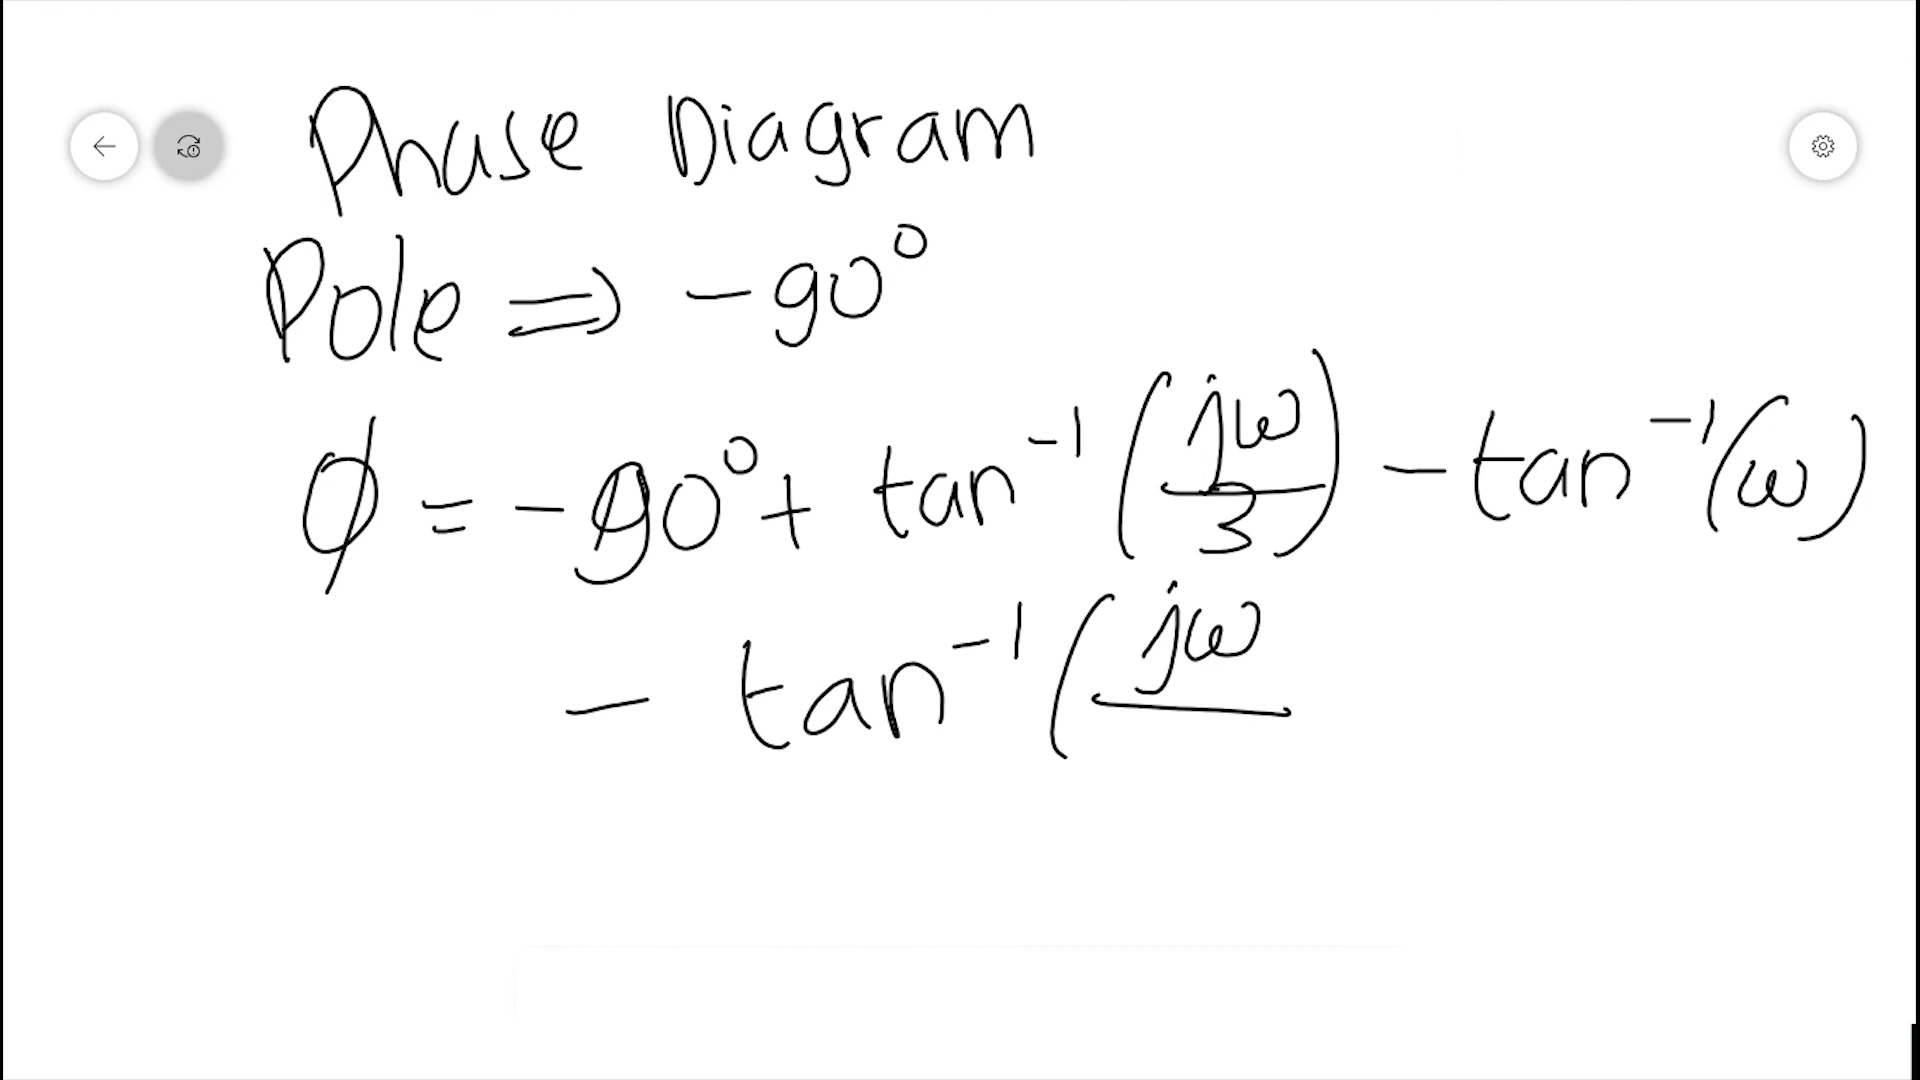 Phase Diagram
Pole ⇒ -90°
ϕ = -90° + tan⁻¹(jω/3) - tan⁻¹(ω)
- tan⁻¹(jω/